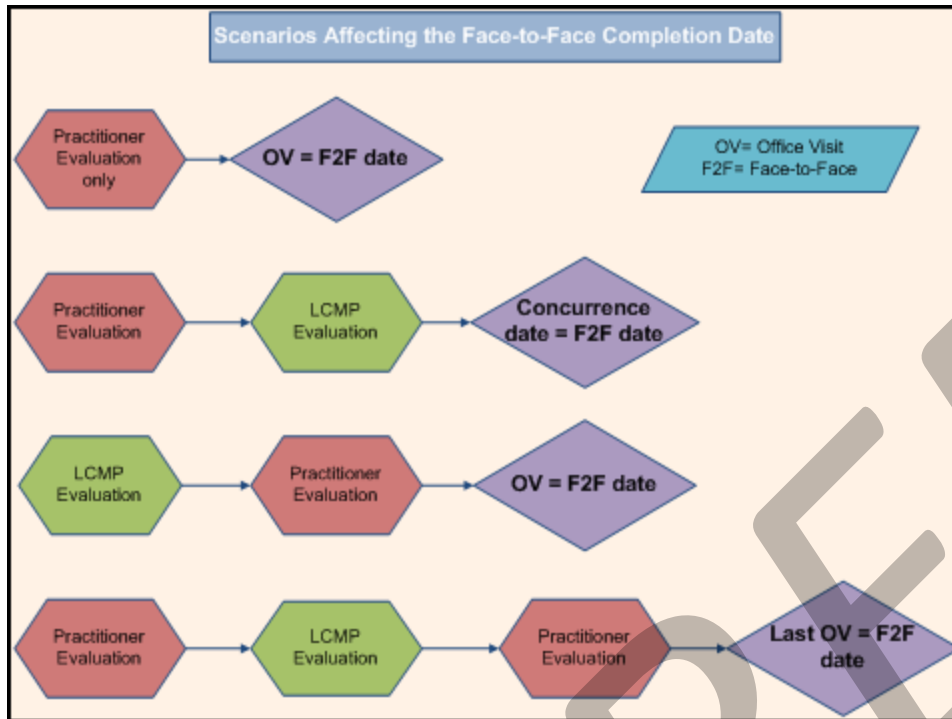 Scenarios Affecting the Face-to-Face Completion Date
Practitioner
Evaluation
only
OV = F2F date
OV= Office Visit
F2F= Face-to-Face
Practitioner
Evaluation
LCMP
Evaluation
Concurrence
date = F2F date
LCMP
Evaluation
Practitioner
Evaluation
OV = F2F date
Practitioner
Evaluation
LCMP
Evaluation
Practitioner
Evaluation
Last OV = F2F
date